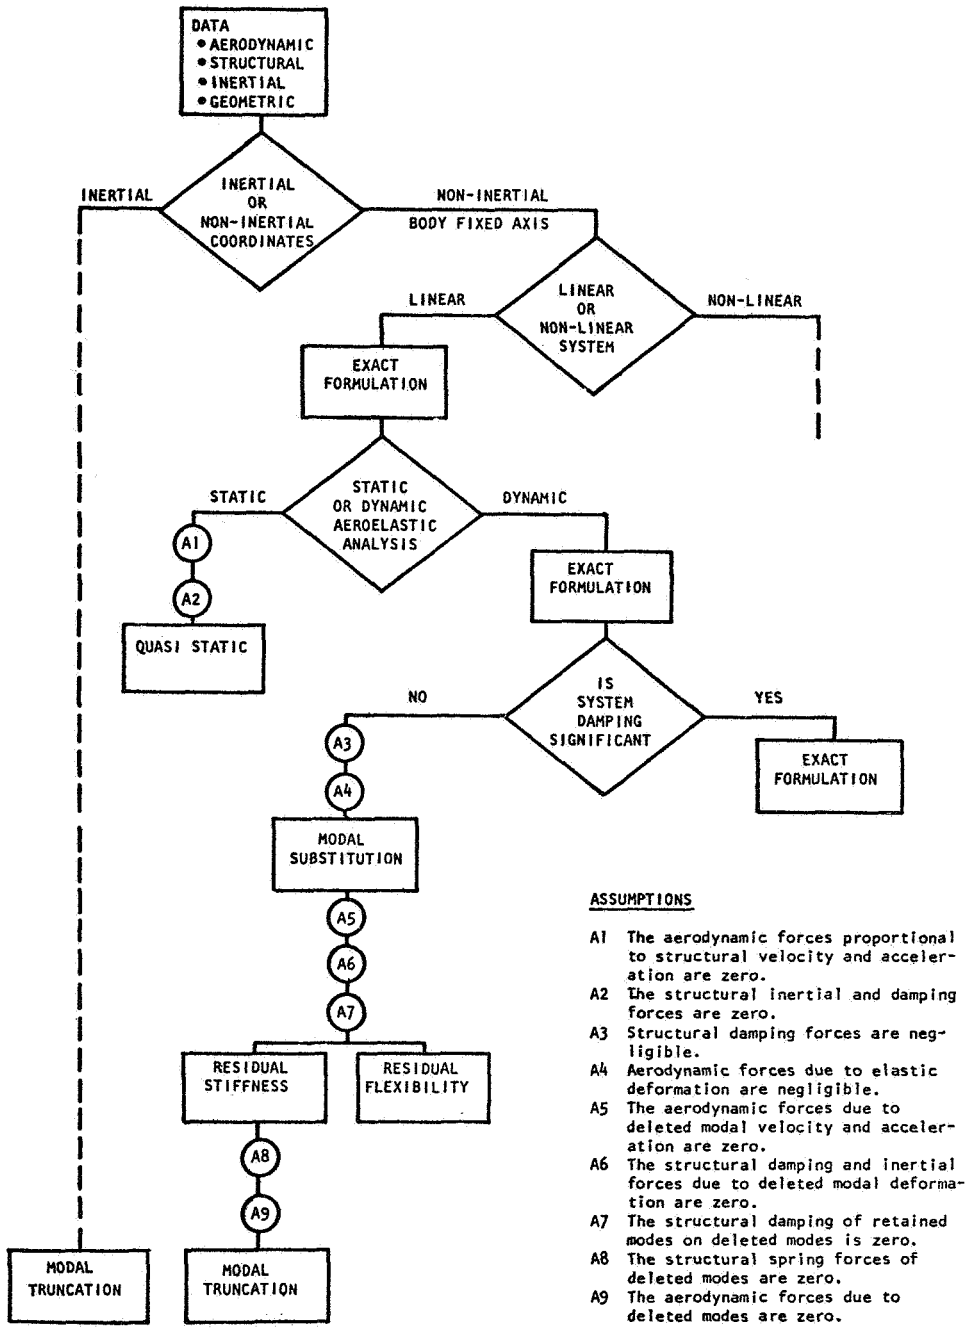 DATA
● AERODYNAMIC
● STRUCTURAL
● INERTIAL
● GEOMETRIC
INERTIAL
INERTIAL
OR
NON-INERTIAL
COORDINATES
NON-INERTIAL
BODY FIXED AXIS
LINEAR
LINEAR
OR
NON-LINEAR
SYSTEM
NON-LINEAR
EXACT
FORMULATION
STATIC
STATIC
OR DYNAMIC
AEROELASTIC
ANALYSIS
DYNAMIC
A1
A2
QUASI STATIC
EXACT
FORMULATION
NO
IS
SYSTEM
DAMPING
SIGNIFICANT
YES
EXACT
FORMULATION
A3
A4
MODAL
SUBSTITUTION
A5
A6
A7
RESIDUAL
STIFFNESS
RESIDUAL
FLEXIBILITY
A8
A9
MODAL
TRUNCATION
MODAL
TRUNCATION
ASSUMPTIONS
A1 The aerodynamic forces proportional
to structural velocity and acceler-
ation are zero.
A2 The structural inertial and damping
forces are zero.
A3 Structural damping forces are neg-
ligible.
A4 Aerodynamic forces due to elastic
deformation are negligible.
A5 The aerodynamic forces due to
deleted modal velocity and acceler-
ation are zero.
A6 The structural damping and inertial
forces due to deleted modal deforma-
tion are zero.
A7 The structural damping of retained
modes on deleted modes is zero.
A8 The structural spring forces of
deleted modes are zero.
A9 The aerodynamic forces due to
deleted modes are zero.